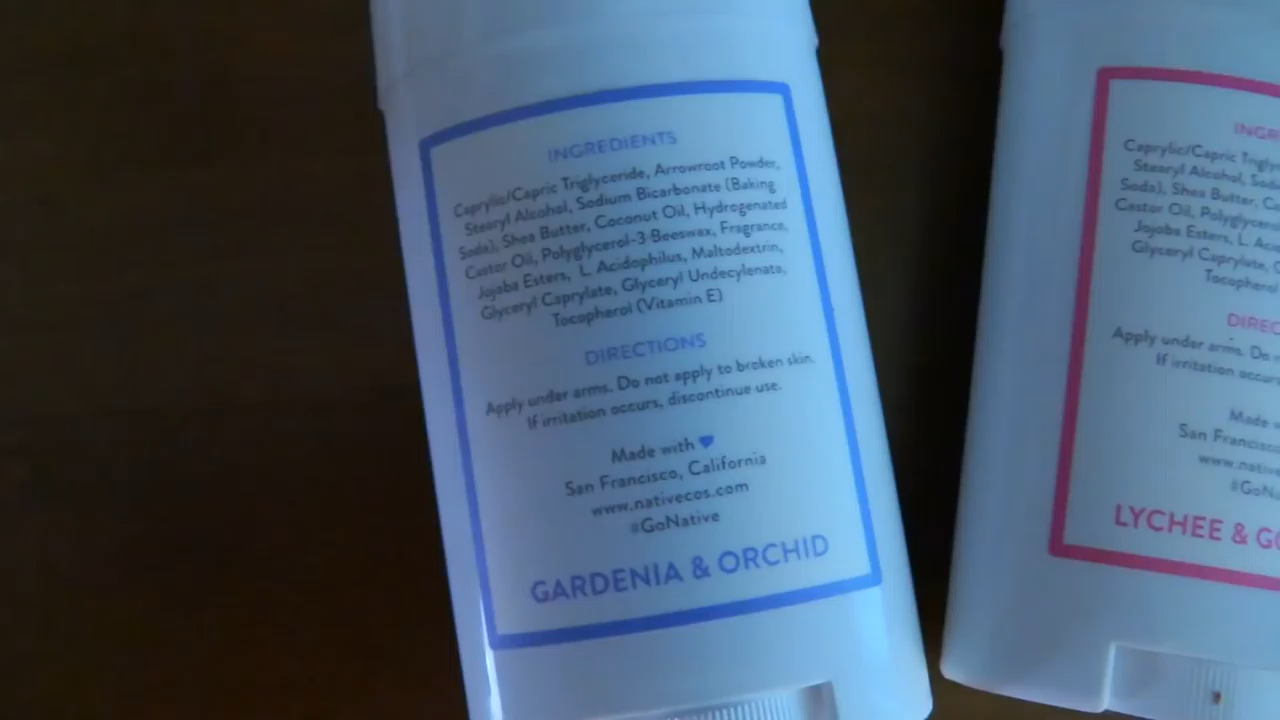 INGREDIENTS
Caprylic/Capric Triglyceride, Arrowroot Powder,
Stearyl Alcohol, Sodium Bicarbonate (Baking
Soda), Shea Butter, Coconut Oil, Hydrogenated
Castor Oil, Polyglycerol-3 Beeswax, Fragrance,
Jojoba Esters, L. Acidophilus, Maltodextrin,
Glyceryl Caprylate, Glyceryl Undecylenate,
Tocopherol (Vitamin E)
DIRECTIONS
Apply under arms. Do not apply to broken skin.
If irritation occurs, discontinue use.
Made with
San Francisco, California
www.nativecos.com
#GoNative
GARDENIA & ORCHID
Caprylic/Capric
Stearyl Alcohol,
Soda), Shea Butter,
Castor Oil,
Jojoba Esters, L.
Glyceryl Caprylate,
Apply under arms. Do
If irritation
Made
San
LYCHEE &